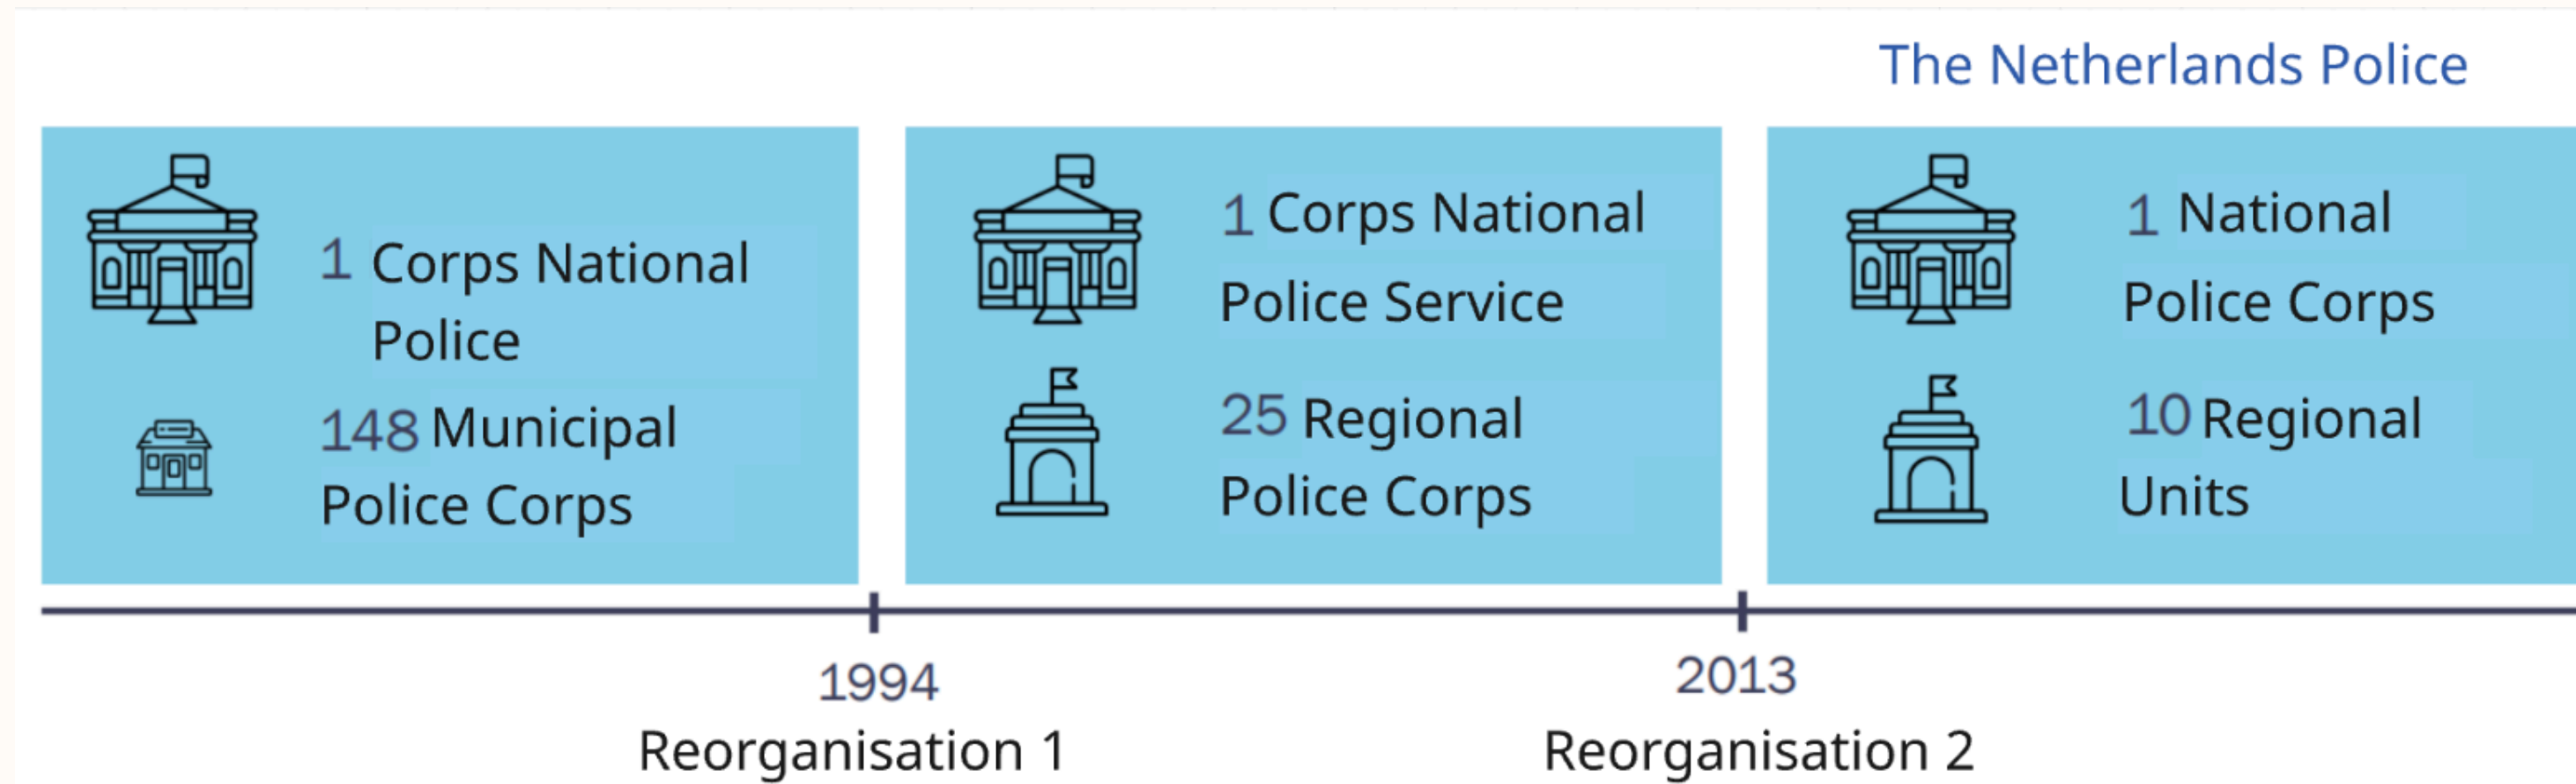 The Netherlands Police
1 Corps National
Police
148 Municipal
Police Corps
1 Corps National
Police Service
25 Regional
Police Corps
1 National
Police Corps
10 Regional
Units
1994
Reorganisation 1
2013
Reorganisation 2